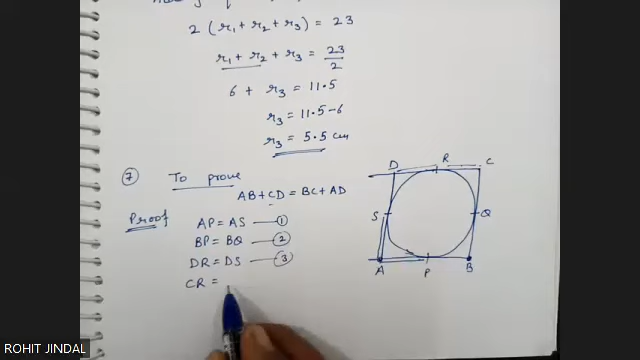 2 (r1 + r2 + r3) = 23
r1 + r2 + r3 = 23/2
6 + r3 = 11.5
r3 = 11.5 - 6
r3 = 5.5 cm
7 To prove
AB + CD = BC + AD
Proof
AP = AS — 1
BP = BQ — 2
DR = DS — 3
CR =
D R C
S Q
A P B
ROHIT JINDAL